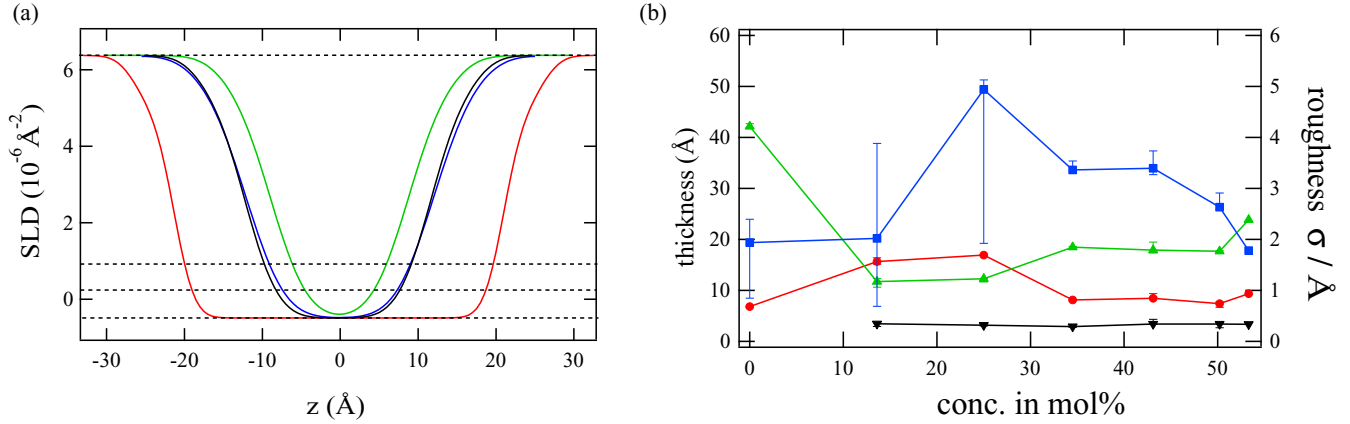 (a)
SLD (10⁻⁶ Å⁻²)
6
4
2
0
-30 -20 -10 0 10 20 30
z (Å)
(b)
thickness (Å)
60
50
40
30
20
10
0
0 10 20 30 40 50
conc. in mol%
6
5
4
3
2
1
0
roughness σ / Å